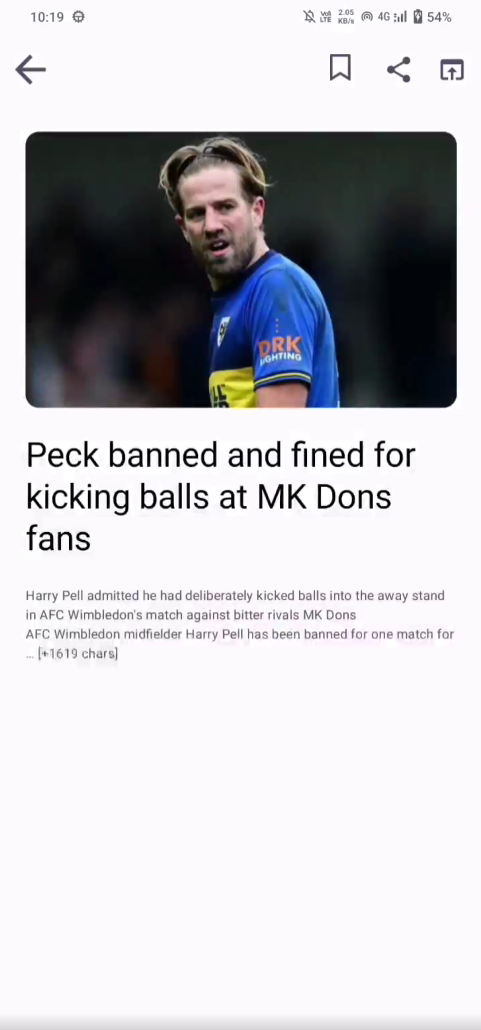 10:19
Vo))
LTE
2.05
KB/s
4G
54%
DRK
LIGHTING
Peck banned and fined for
kicking balls at MK Dons
fans
Harry Pell admitted he had deliberately kicked balls into the away stand
in AFC Wimbledon's match against bitter rivals MK Dons
AFC Wimbledon midfielder Harry Pell has been banned for one match for
… [+1619 chars]